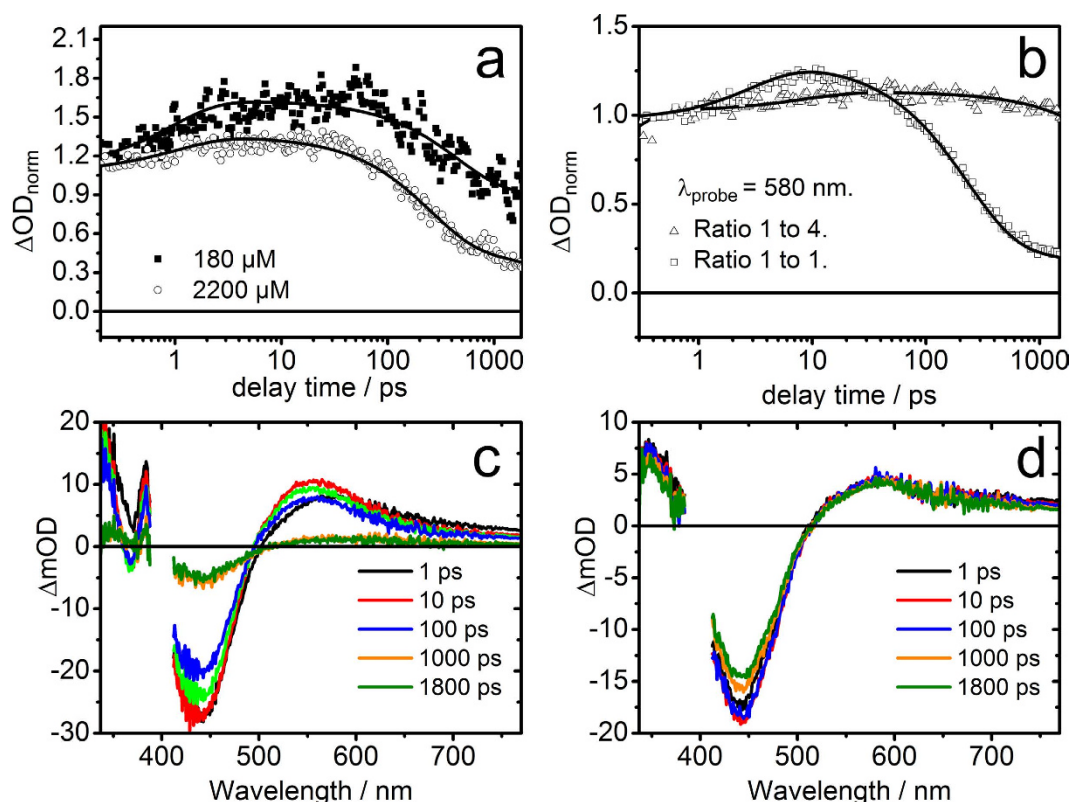 a
2.1
1.8
1.5
1.2
0.9
0.6
0.3
0.0
ΔOD_norm
180 µM
2200 µM
1
10
100
1000
delay time / ps
b
1.5
1.0
0.5
0.0
ΔOD_norm
λ_probe = 580 nm.
Ratio 1 to 4.
Ratio 1 to 1.
1
10
100
1000
delay time / ps
c
20
10
0
-10
-20
-30
ΔmOD
1 ps
10 ps
100 ps
1000 ps
1800 ps
400
500
600
700
Wavelength / nm
d
10
5
0
-5
-10
-15
-20
ΔmOD
1 ps
10 ps
100 ps
1000 ps
1800 ps
400
500
600
700
Wavelength / nm